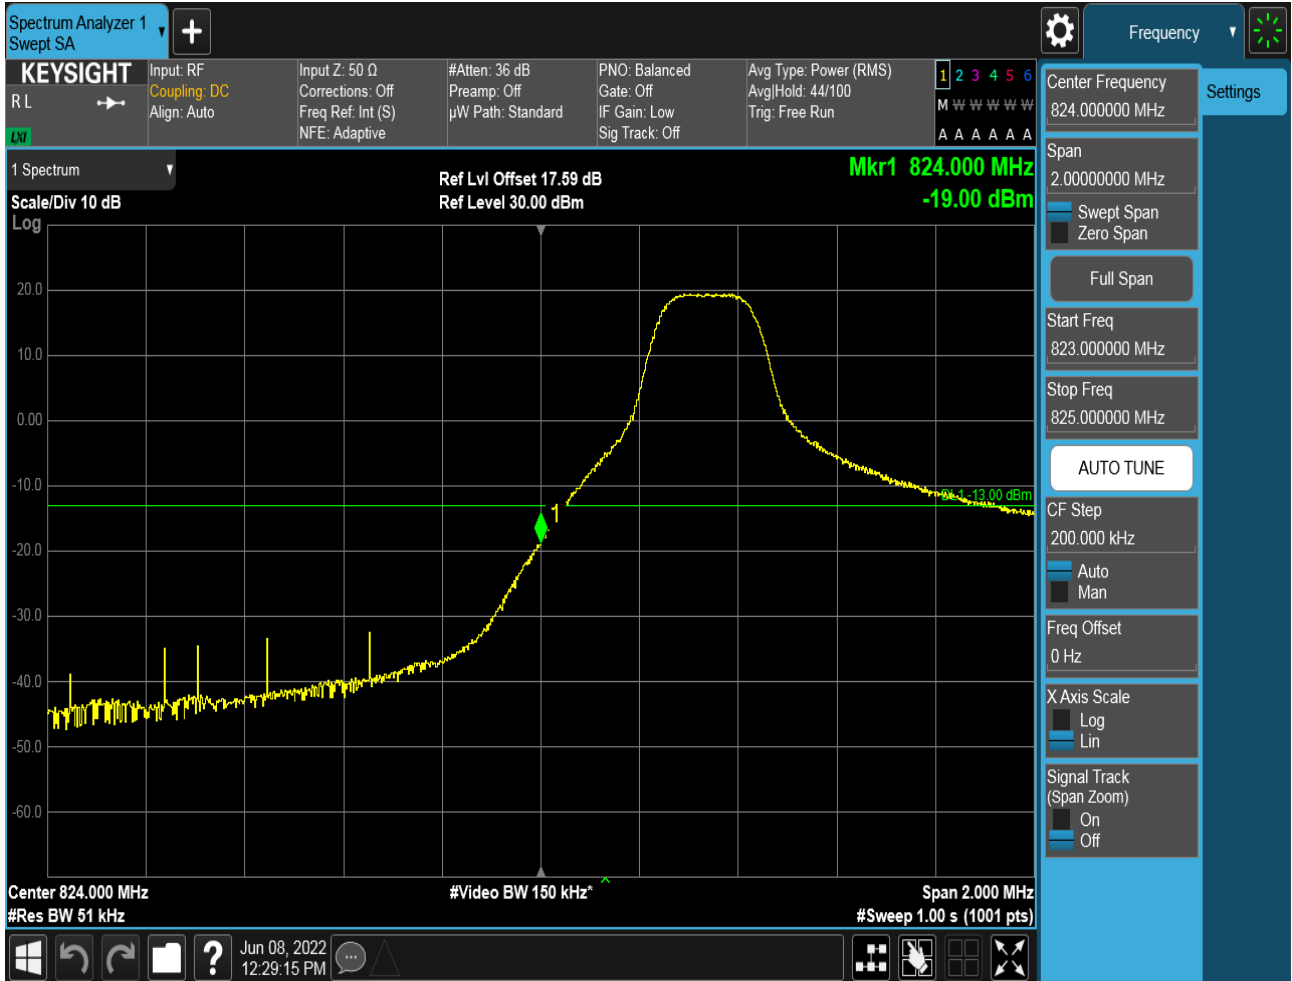 Spectrum Analyzer 1
Swept SA
Frequency
KEYSIGHT
R L
LXI
Input: RF
Coupling: DC
Align: Auto
Input Z: 50 Ω
Corrections: Off
Freq Ref: Int (S)
NFE: Adaptive
#Atten: 36 dB
Preamp: Off
µW Path: Standard
PNO: Balanced
Gate: Off
IF Gain: Low
Sig Track: Off
Avg Type: Power (RMS)
Avg|Hold: 44/100
Trig: Free Run
1 2 3 4 5 6
M W W W W W
A A A A A A
1 Spectrum
Scale/Div 10 dB
Log
Ref Lvl Offset 17.59 dB
Ref Level 30.00 dBm
Mkr1 824.000 MHz
-19.00 dBm
20.0
10.0
0.00
-10.0
-20.0
-30.0
-40.0
-50.0
-60.0
1
DL1 -13.00 dBm
Center 824.000 MHz
#Res BW 51 kHz
#Video BW 150 kHz*
Span 2.000 MHz
#Sweep 1.00 s (1001 pts)
Jun 08, 2022
12:29:15 PM
Center Frequency
824.000000 MHz
Span
2.00000000 MHz
Swept Span
Zero Span
Full Span
Start Freq
823.000000 MHz
Stop Freq
825.000000 MHz
AUTO TUNE
CF Step
200.000 kHz
Auto
Man
Freq Offset
0 Hz
X Axis Scale
Log
Lin
Signal Track
(Span Zoom)
On
Off
Settings